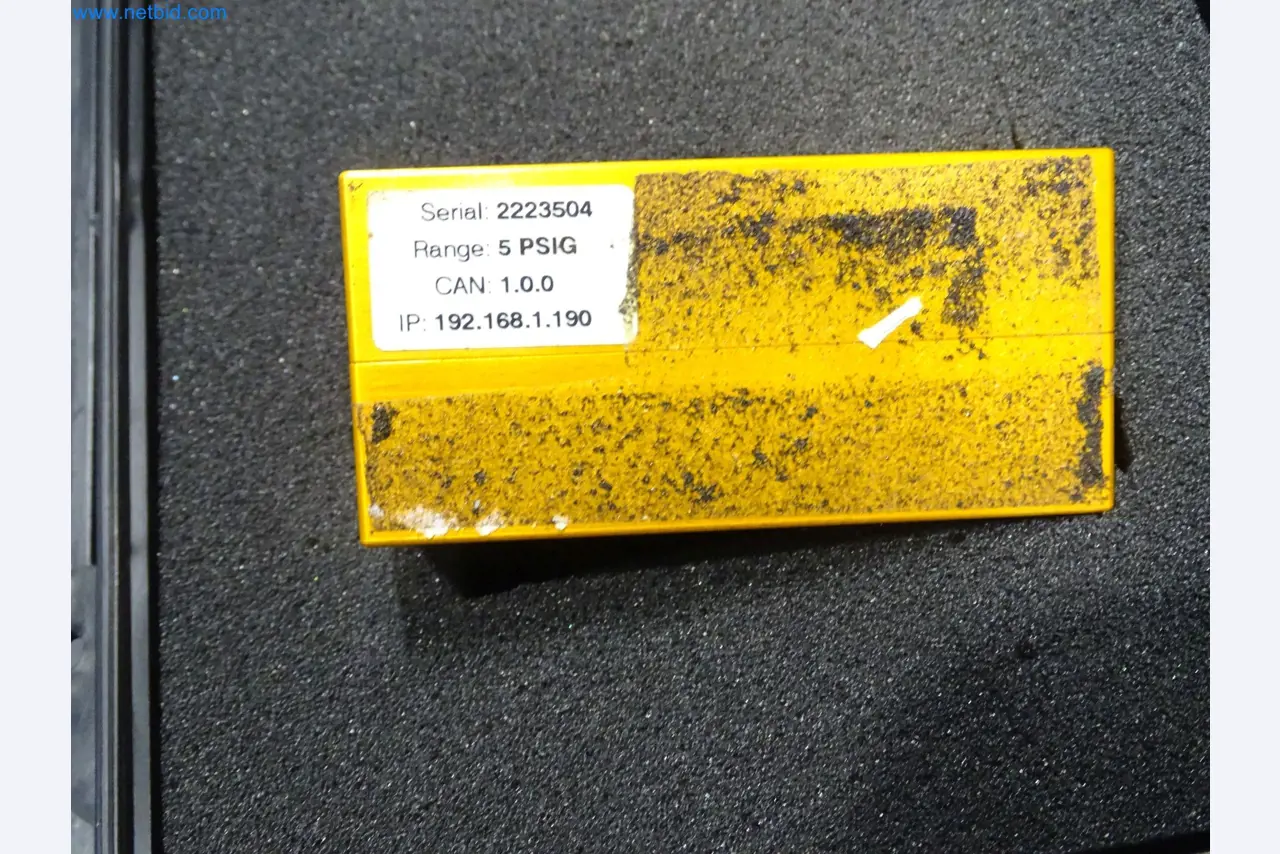 www.netbid.com
Serial: 2223504
Range: 5 PSIG
CAN: 1.0.0
IP: 192.168.1.190